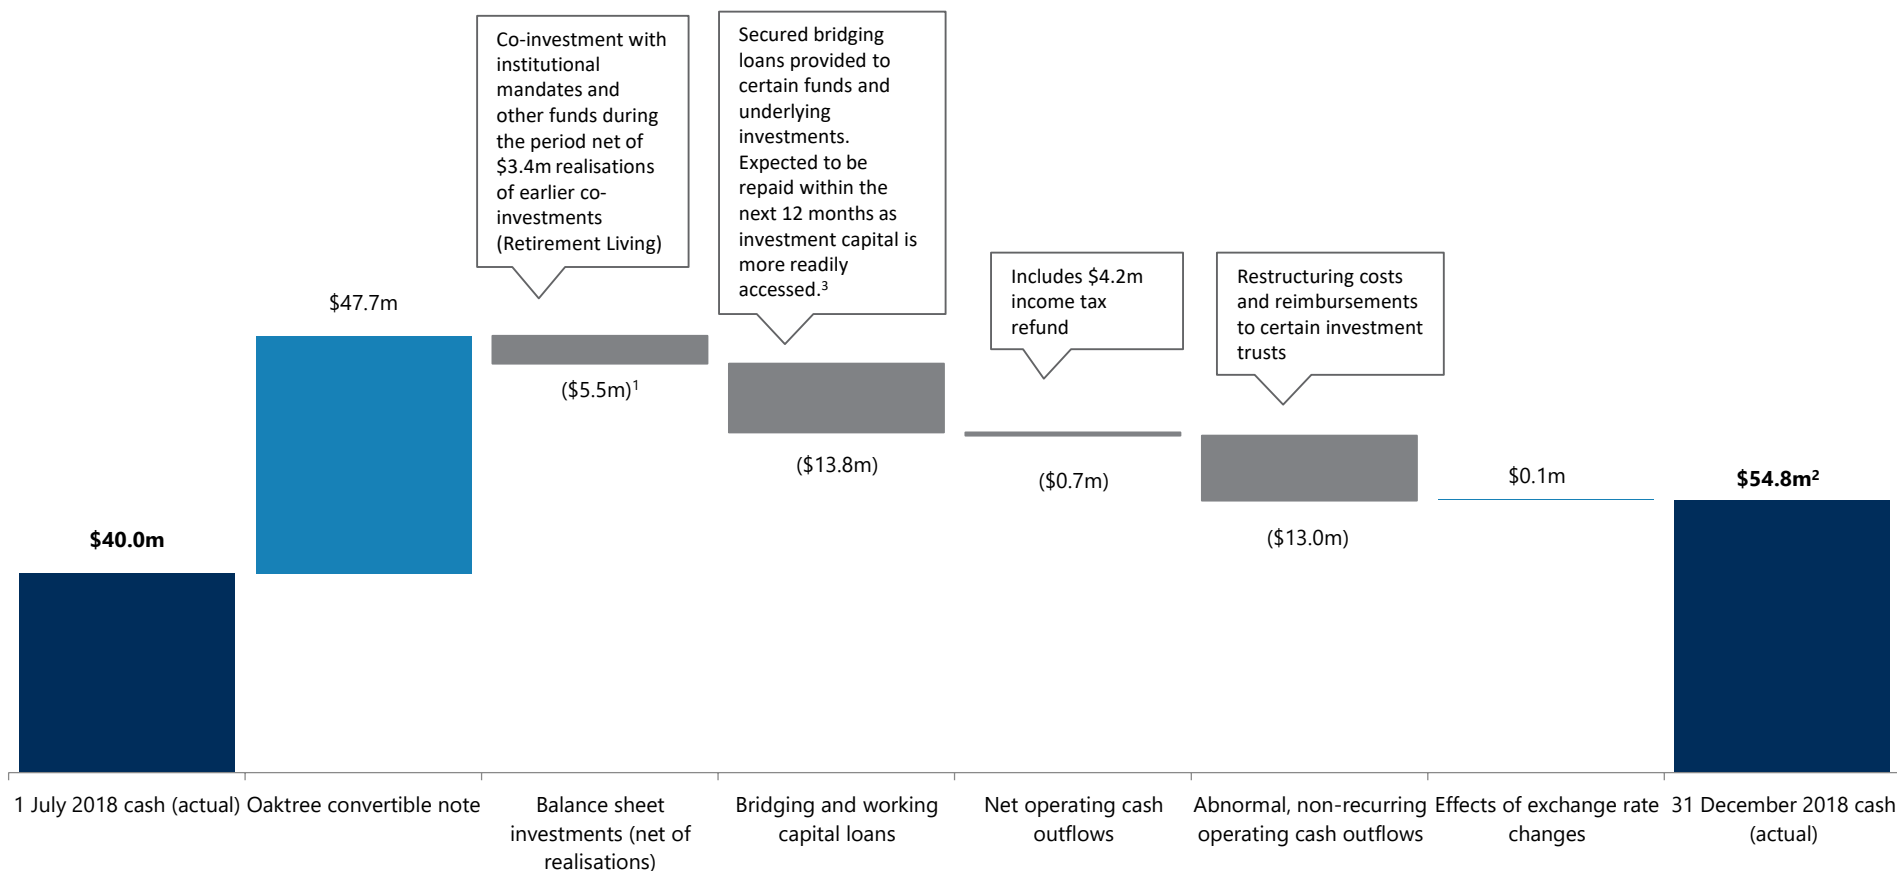 Co-investment with
institutional
mandates and
other funds during
the period net of
$3.4m realisations
of earlier co-
investments
(Retirement Living)
Secured bridging
loans provided to
certain funds and
underlying
investments.
Expected to be
repaid within the
next 12 months as
investment capital is
more readily
accessed.³
Includes $4.2m
income tax
refund
Restructuring costs
and reimbursements
to certain investment
trusts
$40.0m
$47.7m
($5.5m)¹
($13.8m)
($0.7m)
($13.0m)
$0.1m
$54.8m²
1 July 2018 cash (actual)
Oaktree convertible note
Balance sheet
investments (net of
realisations)
Bridging and working
capital loans
Net operating cash
outflows
Abnormal, non-recurring
operating cash outflows
Effects of exchange rate
changes
31 December 2018 cash
(actual)